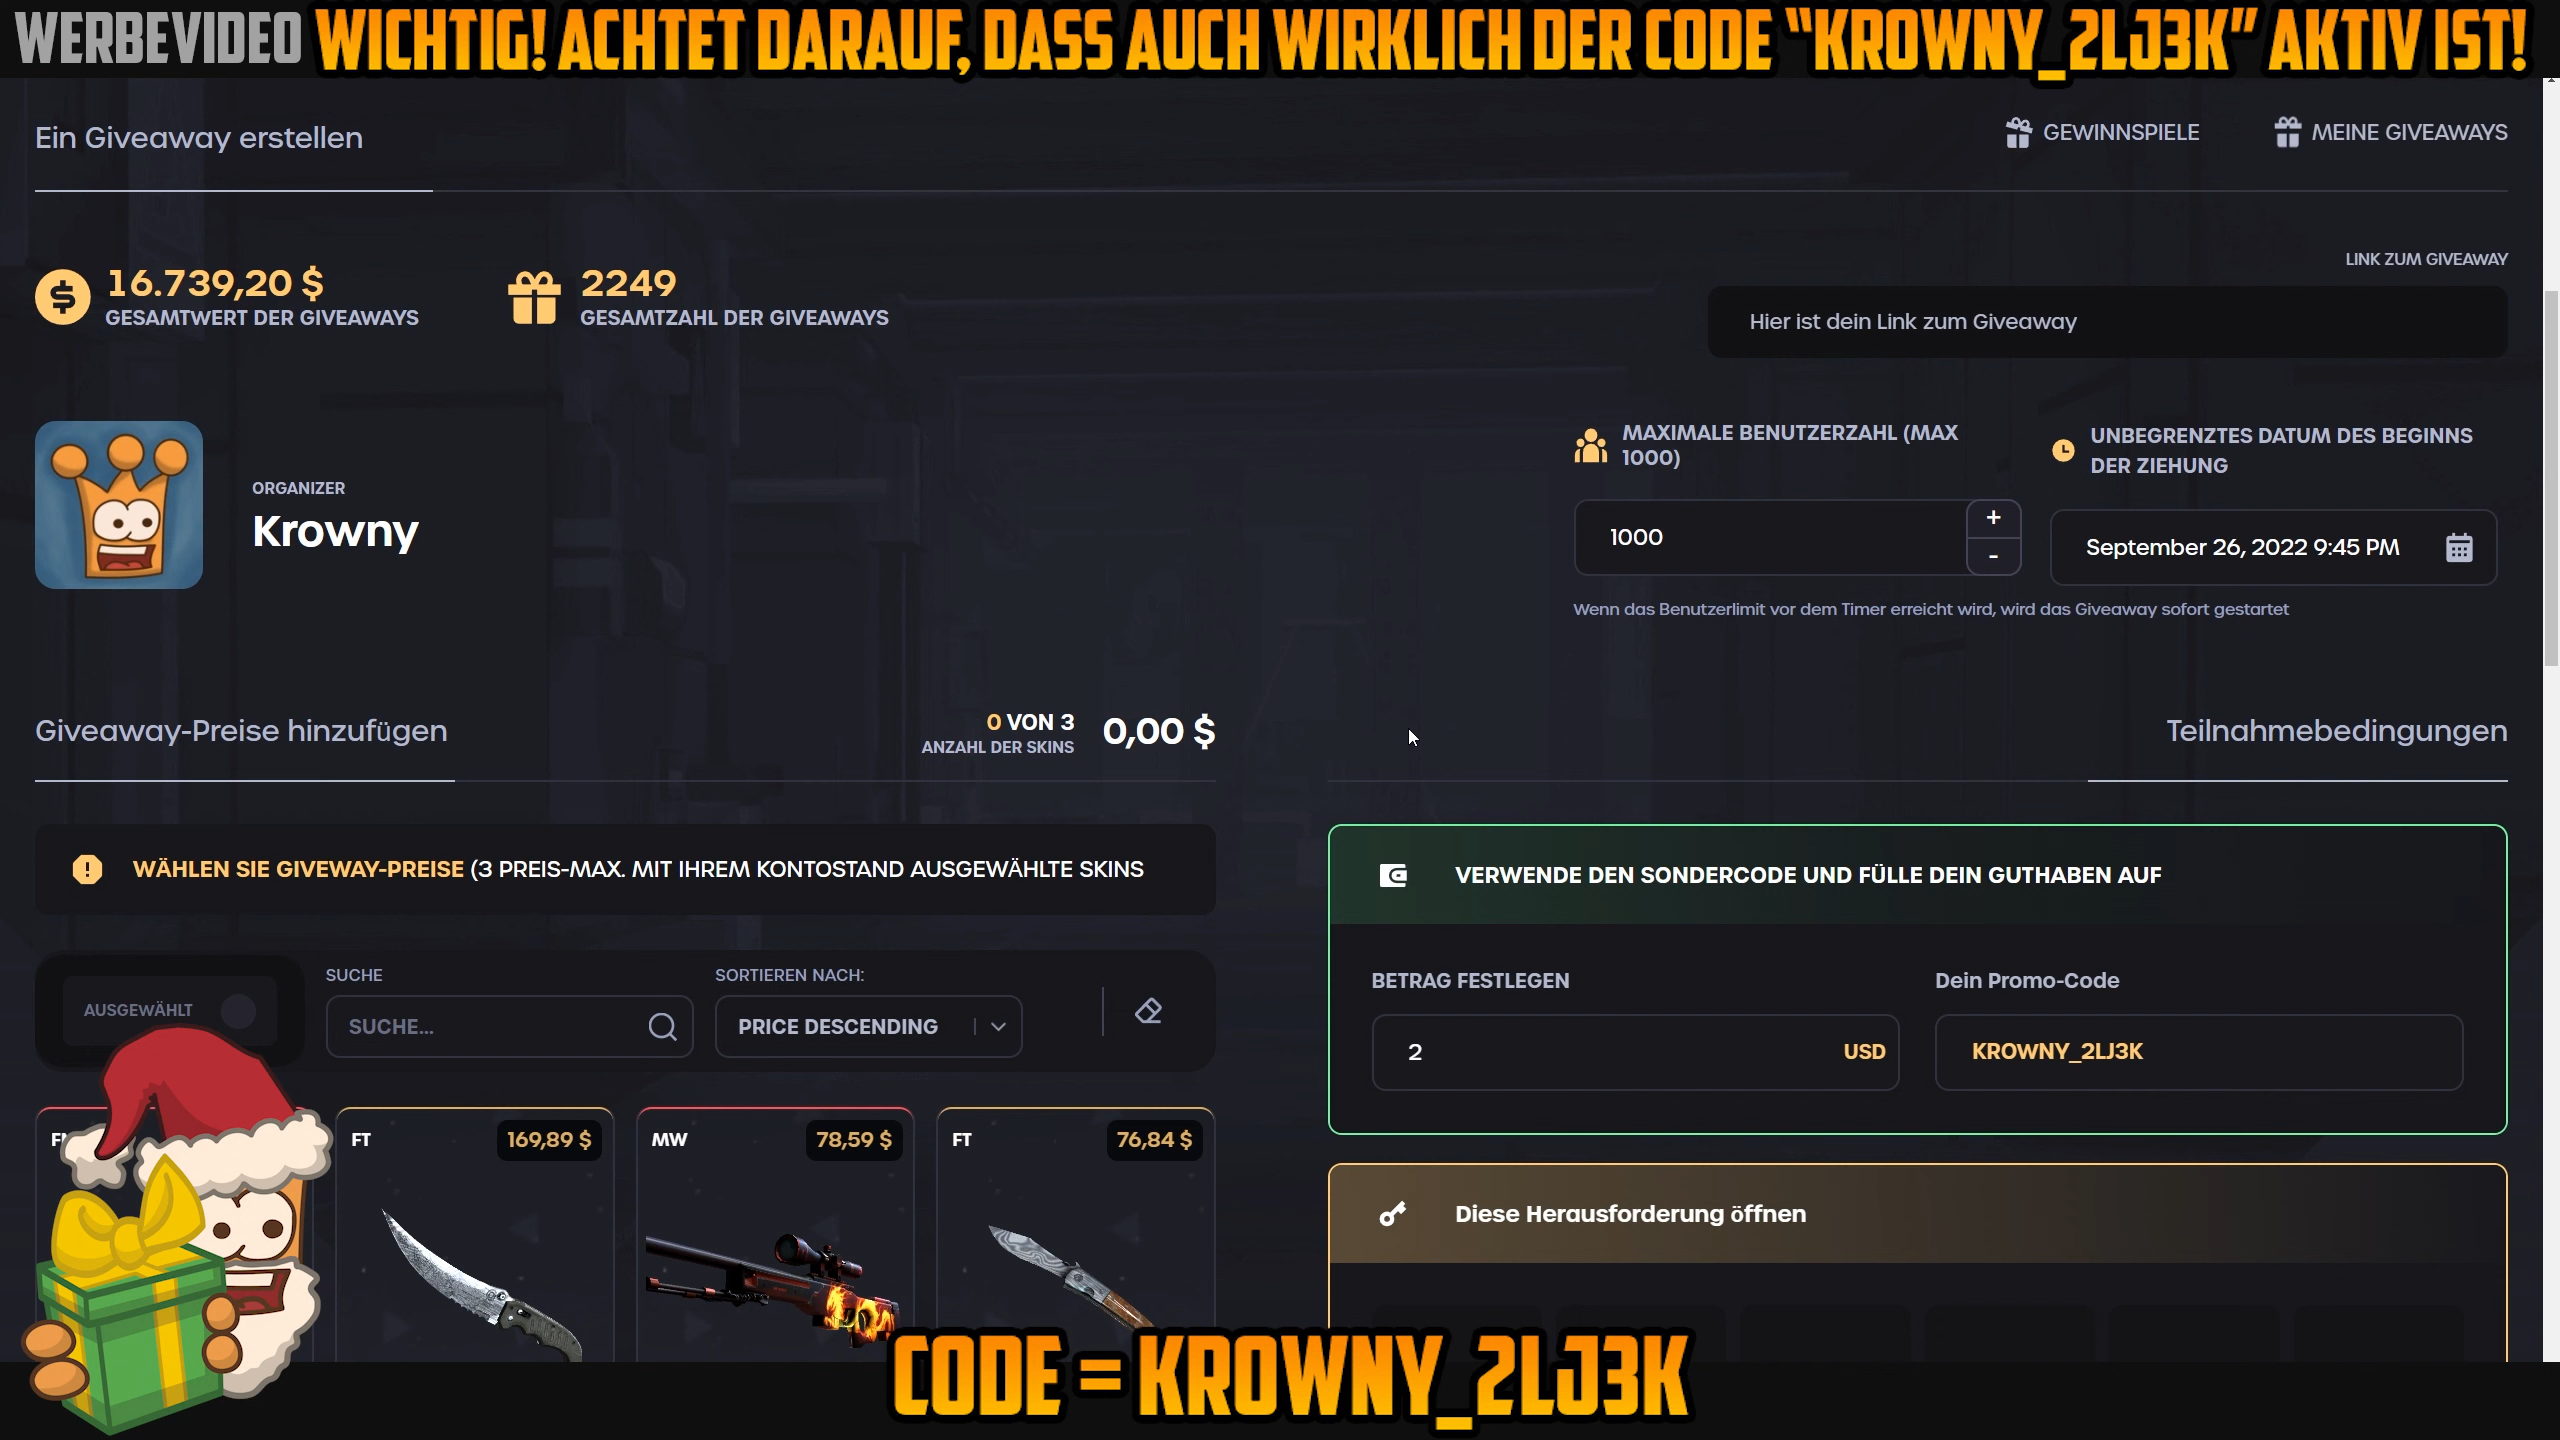 WERBEVIDEO WICHTIG! ACHTET DARAUF, DASS AUCH WIRKLICH DER CODE "KROWNY_2LJ3K" AKTIV IST!
Ein Giveaway erstellen
GEWINNSPIELE
MEINE GIVEAWAYS
16.739,20 $
GESAMTWERT DER GIVEAWAYS
2249
GESAMTZAHL DER GIVEAWAYS
LINK ZUM GIVEAWAY
Hier ist dein Link zum Giveaway
ORGANIZER
Krowny
MAXIMALE BENUTZERZAHL (MAX
1000)
1000
+
-
UNBEGRENZTES DATUM DES BEGINNS
DER ZIEHUNG
September 26, 2022 9:45 PM
Wenn das Benutzerlimit vor dem Timer erreicht wird, wird das Giveaway sofort gestartet
Giveaway-Preise hinzufügen
0 VON 3
ANZAHL DER SKINS
0,00 $
Teilnahmebedingungen
WÄHLEN SIE GIVEWAY-PREISE (3 PREIS-MAX. MIT IHREM KONTOSTAND AUSGEWÄHLTE SKINS
AUSGEWÄHLT
SUCHE
SUCHE...
SORTIEREN NACH:
PRICE DESCENDING
FT
169,89 $
MW
78,59 $
FT
76,84 $
VERWENDE DEN SONDERCODE UND FÜLLE DEIN GUTHABEN AUF
BETRAG FESTLEGEN
2
USD
Dein Promo-Code
KROWNY_2LJ3K
Diese Herausforderung öffnen
CODE = KROWNY_2LJ3K